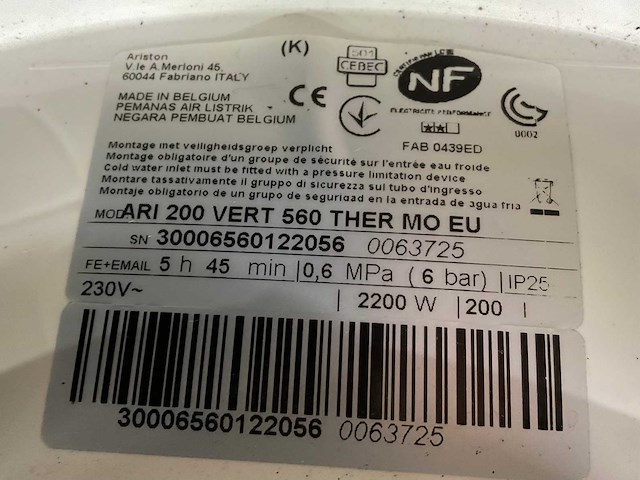 Ariston
V.le A.Merloni 45,
60044 Fabriano ITALY
(K)
501
CEBEC
NF
MADE IN BELGIUM
PEMANAS AIR LISTRIK
NEGARA PEMBUAT BELGIUM
CE
ELECTRICITE PERFORMANCE
FAB 0439ED
0002
Montage met veiligheidsgroep verplicht
Montage obligatoire d'un groupe de sécurité sur l'entrée eau froide
Cold water inlet must be fitted with a pressure limitation device
Montare tassativamente il gruppo di sicurezza sul tubo d'ingresso
Montaje obligatorio de un grupo de seguridad en la entrada de agua fria
MOD ARI 200 VERT 560 THER MO EU
SN 30006560122056 0063725
FE+EMAIL 5 h 45 min |0,6 MPa ( 6 bar) |IP25
230V~ | 2200 W |200 l
30006560122056 0063725